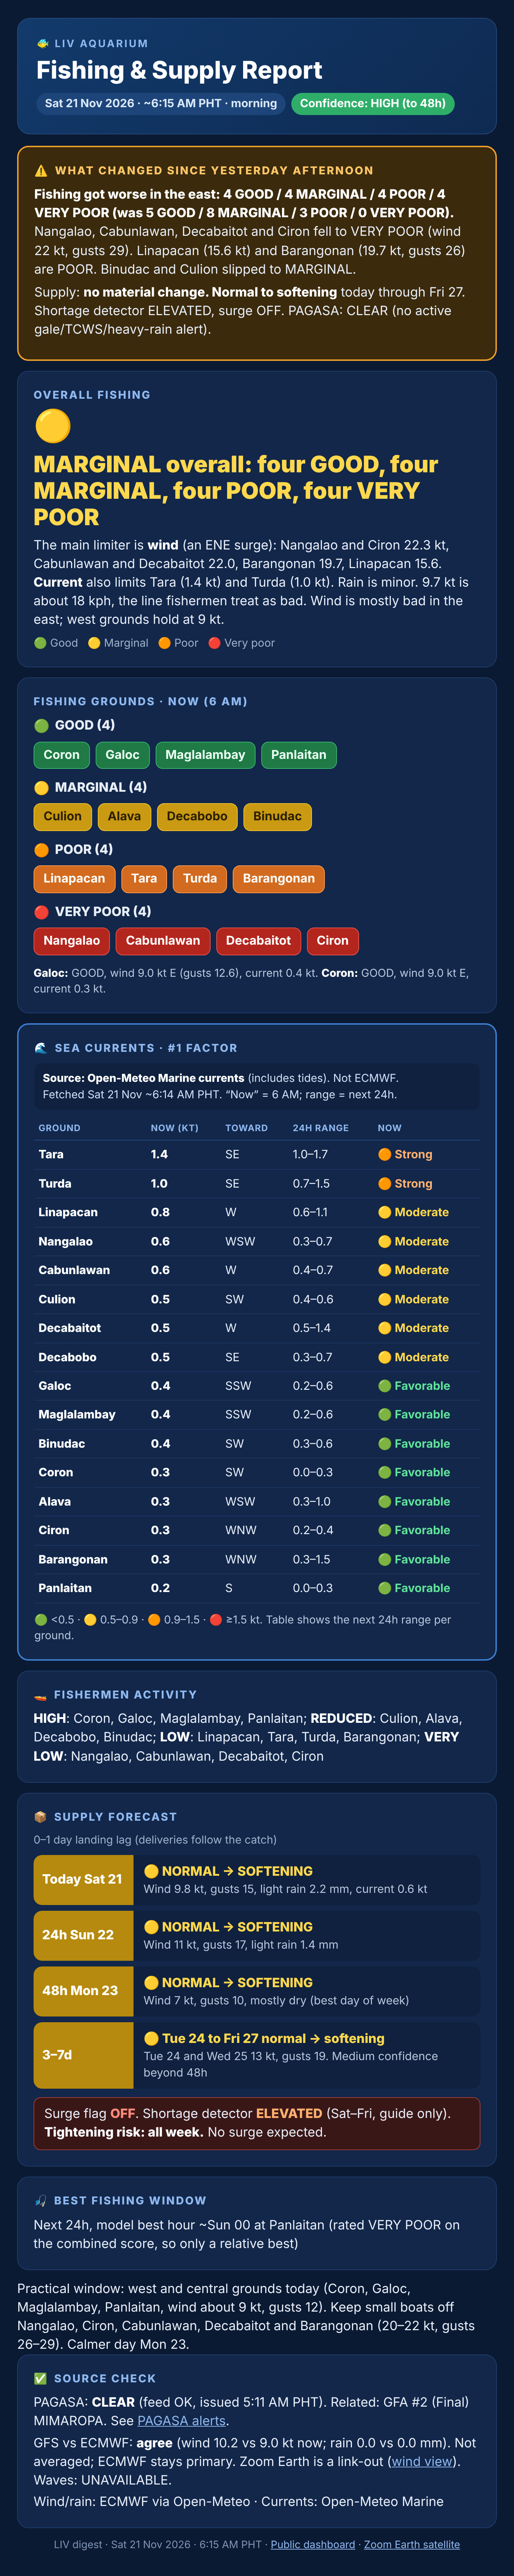 LIV AQUARIUM
Fishing & Supply Report
Sat 21 Nov 2026 · ~6:15 AM PHT · morning
Confidence: HIGH (to 48h)
WHAT CHANGED SINCE YESTERDAY AFTERNOON
Fishing got worse in the east: 4 GOOD / 4 MARGINAL / 4 POOR / 4
VERY POOR (was 5 GOOD / 8 MARGINAL / 3 POOR / 0 VERY POOR).
Nangalao, Cabunlawan, Decabaitot and Ciron fell to VERY POOR (wind
22 kt, gusts 29). Linapacan (15.6 kt) and Barangonan (19.7 kt, gusts 26)
are POOR. Binudac and Culion slipped to MARGINAL.
Supply: no material change. Normal to softening today through Fri 27.
Shortage detector ELEVATED, surge OFF. PAGASA: CLEAR (no active
gale/TCWS/heavy-rain alert).
OVERALL FISHING
MARGINAL overall: four GOOD, four
MARGINAL, four POOR, four VERY
POOR
The main limiter is wind (an ENE surge): Nangalao and Ciron 22.3 kt,
Cabunlawan and Decabaitot 22.0, Barangonan 19.7, Linapacan 15.6.
Current also limits Tara (1.4 kt) and Turda (1.0 kt). Rain is minor. 9.7 kt is
about 18 kph, the line fishermen treat as bad. Wind is mostly bad in the
east; west grounds hold at 9 kt.
Good Marginal Poor Very poor
FISHING GROUNDS · NOW (6 AM)
GOOD (4)
Coron Galoc Maglalambay Panlaitan
MARGINAL (4)
Culion Alava Decabobo Binudac
POOR (4)
Linapacan Tara Turda Barangonan
VERY POOR (4)
Nangalao Cabunlawan Decabaitot Ciron
Galoc: GOOD, wind 9.0 kt E (gusts 12.6), current 0.4 kt. Coron: GOOD, wind 9.0 kt E,
current 0.3 kt.
SEA CURRENTS · #1 FACTOR
Source: Open-Meteo Marine currents (includes tides). Not ECMWF.
Fetched Sat 21 Nov ~6:14 AM PHT. “Now” = 6 AM; range = next 24h.
GROUND NOW (KT) TOWARD 24H RANGE NOW
Tara 1.4 SE 1.0–1.7 Strong
Turda 1.0 SE 0.7–1.5 Strong
Linapacan 0.8 W 0.6–1.1 Moderate
Nangalao 0.6 WSW 0.3–0.7 Moderate
Cabunlawan 0.6 W 0.4–0.7 Moderate
Culion 0.5 SW 0.4–0.6 Moderate
Decabaitot 0.5 W 0.5–1.4 Moderate
Decabobo 0.5 SE 0.3–0.7 Moderate
Galoc 0.4 SSW 0.2–0.6 Favorable
Maglalambay 0.4 SSW 0.2–0.6 Favorable
Binudac 0.4 SW 0.3–0.6 Favorable
Coron 0.3 SW 0.0–0.3 Favorable
Alava 0.3 WSW 0.3–1.0 Favorable
Ciron 0.3 WNW 0.2–0.4 Favorable
Barangonan 0.3 WNW 0.3–1.5 Favorable
Panlaitan 0.2 S 0.0–0.3 Favorable
<0.5 · 0.5–0.9 · 0.9–1.5 · ≥1.5 kt. Table shows the next 24h range per
ground.
FISHERMEN ACTIVITY
HIGH: Coron, Galoc, Maglalambay, Panlaitan; REDUCED: Culion, Alava,
Decabobo, Binudac; LOW: Linapacan, Tara, Turda, Barangonan; VERY
LOW: Nangalao, Cabunlawan, Decabaitot, Ciron
SUPPLY FORECAST
0–1 day landing lag (deliveries follow the catch)
Today Sat 21
NORMAL → SOFTENING
Wind 9.8 kt, gusts 15, light rain 2.2 mm, current 0.6 kt
24h Sun 22
NORMAL → SOFTENING
Wind 11 kt, gusts 17, light rain 1.4 mm
48h Mon 23
NORMAL → SOFTENING
Wind 7 kt, gusts 10, mostly dry (best day of week)
3–7d
Tue 24 to Fri 27 normal → softening
Tue 24 and Wed 25 13 kt, gusts 19. Medium confidence
beyond 48h
Surge flag OFF. Shortage detector ELEVATED (Sat–Fri, guide only).
Tightening risk: all week. No surge expected.
BEST FISHING WINDOW
Next 24h, model best hour ~Sun 00 at Panlaitan (rated VERY POOR on
the combined score, so only a relative best)
Practical window: west and central grounds today (Coron, Galoc,
Maglalambay, Panlaitan, wind about 9 kt, gusts 12). Keep small boats off
Nangalao, Ciron, Cabunlawan, Decabaitot and Barangonan (20–22 kt, gusts
26–29). Calmer day Mon 23.
SOURCE CHECK
PAGASA: CLEAR (feed OK, issued 5:11 AM PHT). Related: GFA #2 (Final)
MIMAROPA. See PAGASA alerts.
GFS vs ECMWF: agree (wind 10.2 vs 9.0 kt now; rain 0.0 vs 0.0 mm). Not
averaged; ECMWF stays primary. Zoom Earth is a link-out (wind view).
Waves: UNAVAILABLE.
Wind/rain: ECMWF via Open-Meteo · Currents: Open-Meteo Marine
LIV digest · Sat 21 Nov 2026 · 6:15 AM PHT · Public dashboard · Zoom Earth satellite